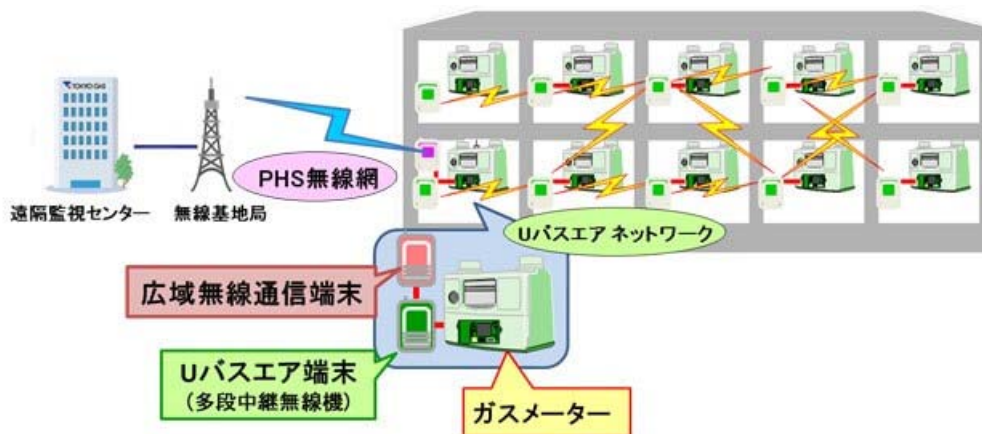 TOKYO GAS
遠隔監視センター
無線基地局
PHS無線網
Uバスエア ネットワーク
広域無線通信端末
Uバスエア端末
(多段中継無線機)
ガスメーター